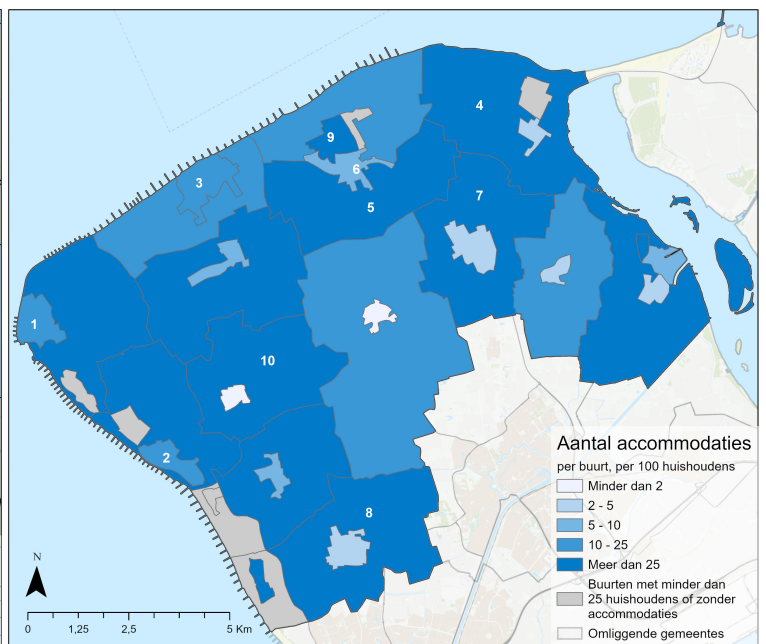 4
9
6
3
7
5
1
10
2
8
Aantal accommodaties
per buurt, per 100 huishoudens
Minder dan 2
2 - 5
5 - 10
10 - 25
Meer dan 25
Buurten met minder dan
25 huishoudens of zonder
accommodaties
Omliggende gemeentes
N
0 1,25 2,5 5 Km